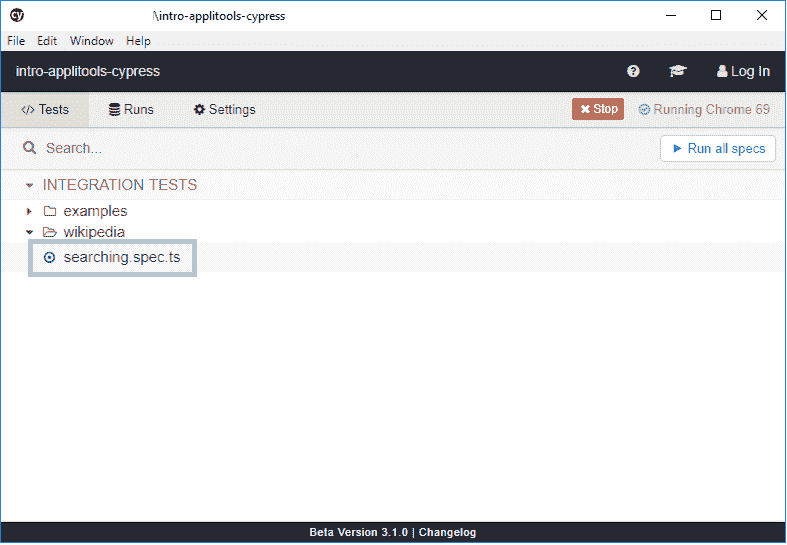 cy \intro-applitools-cypress
File Edit Window Help
intro-applitools-cypress Log In
</> Tests Runs Settings Stop Running Chrome 69
Search... Run all specs
INTEGRATION TESTS
examples
wikipedia
searching.spec.ts
Beta Version 3.1.0 | Changelog